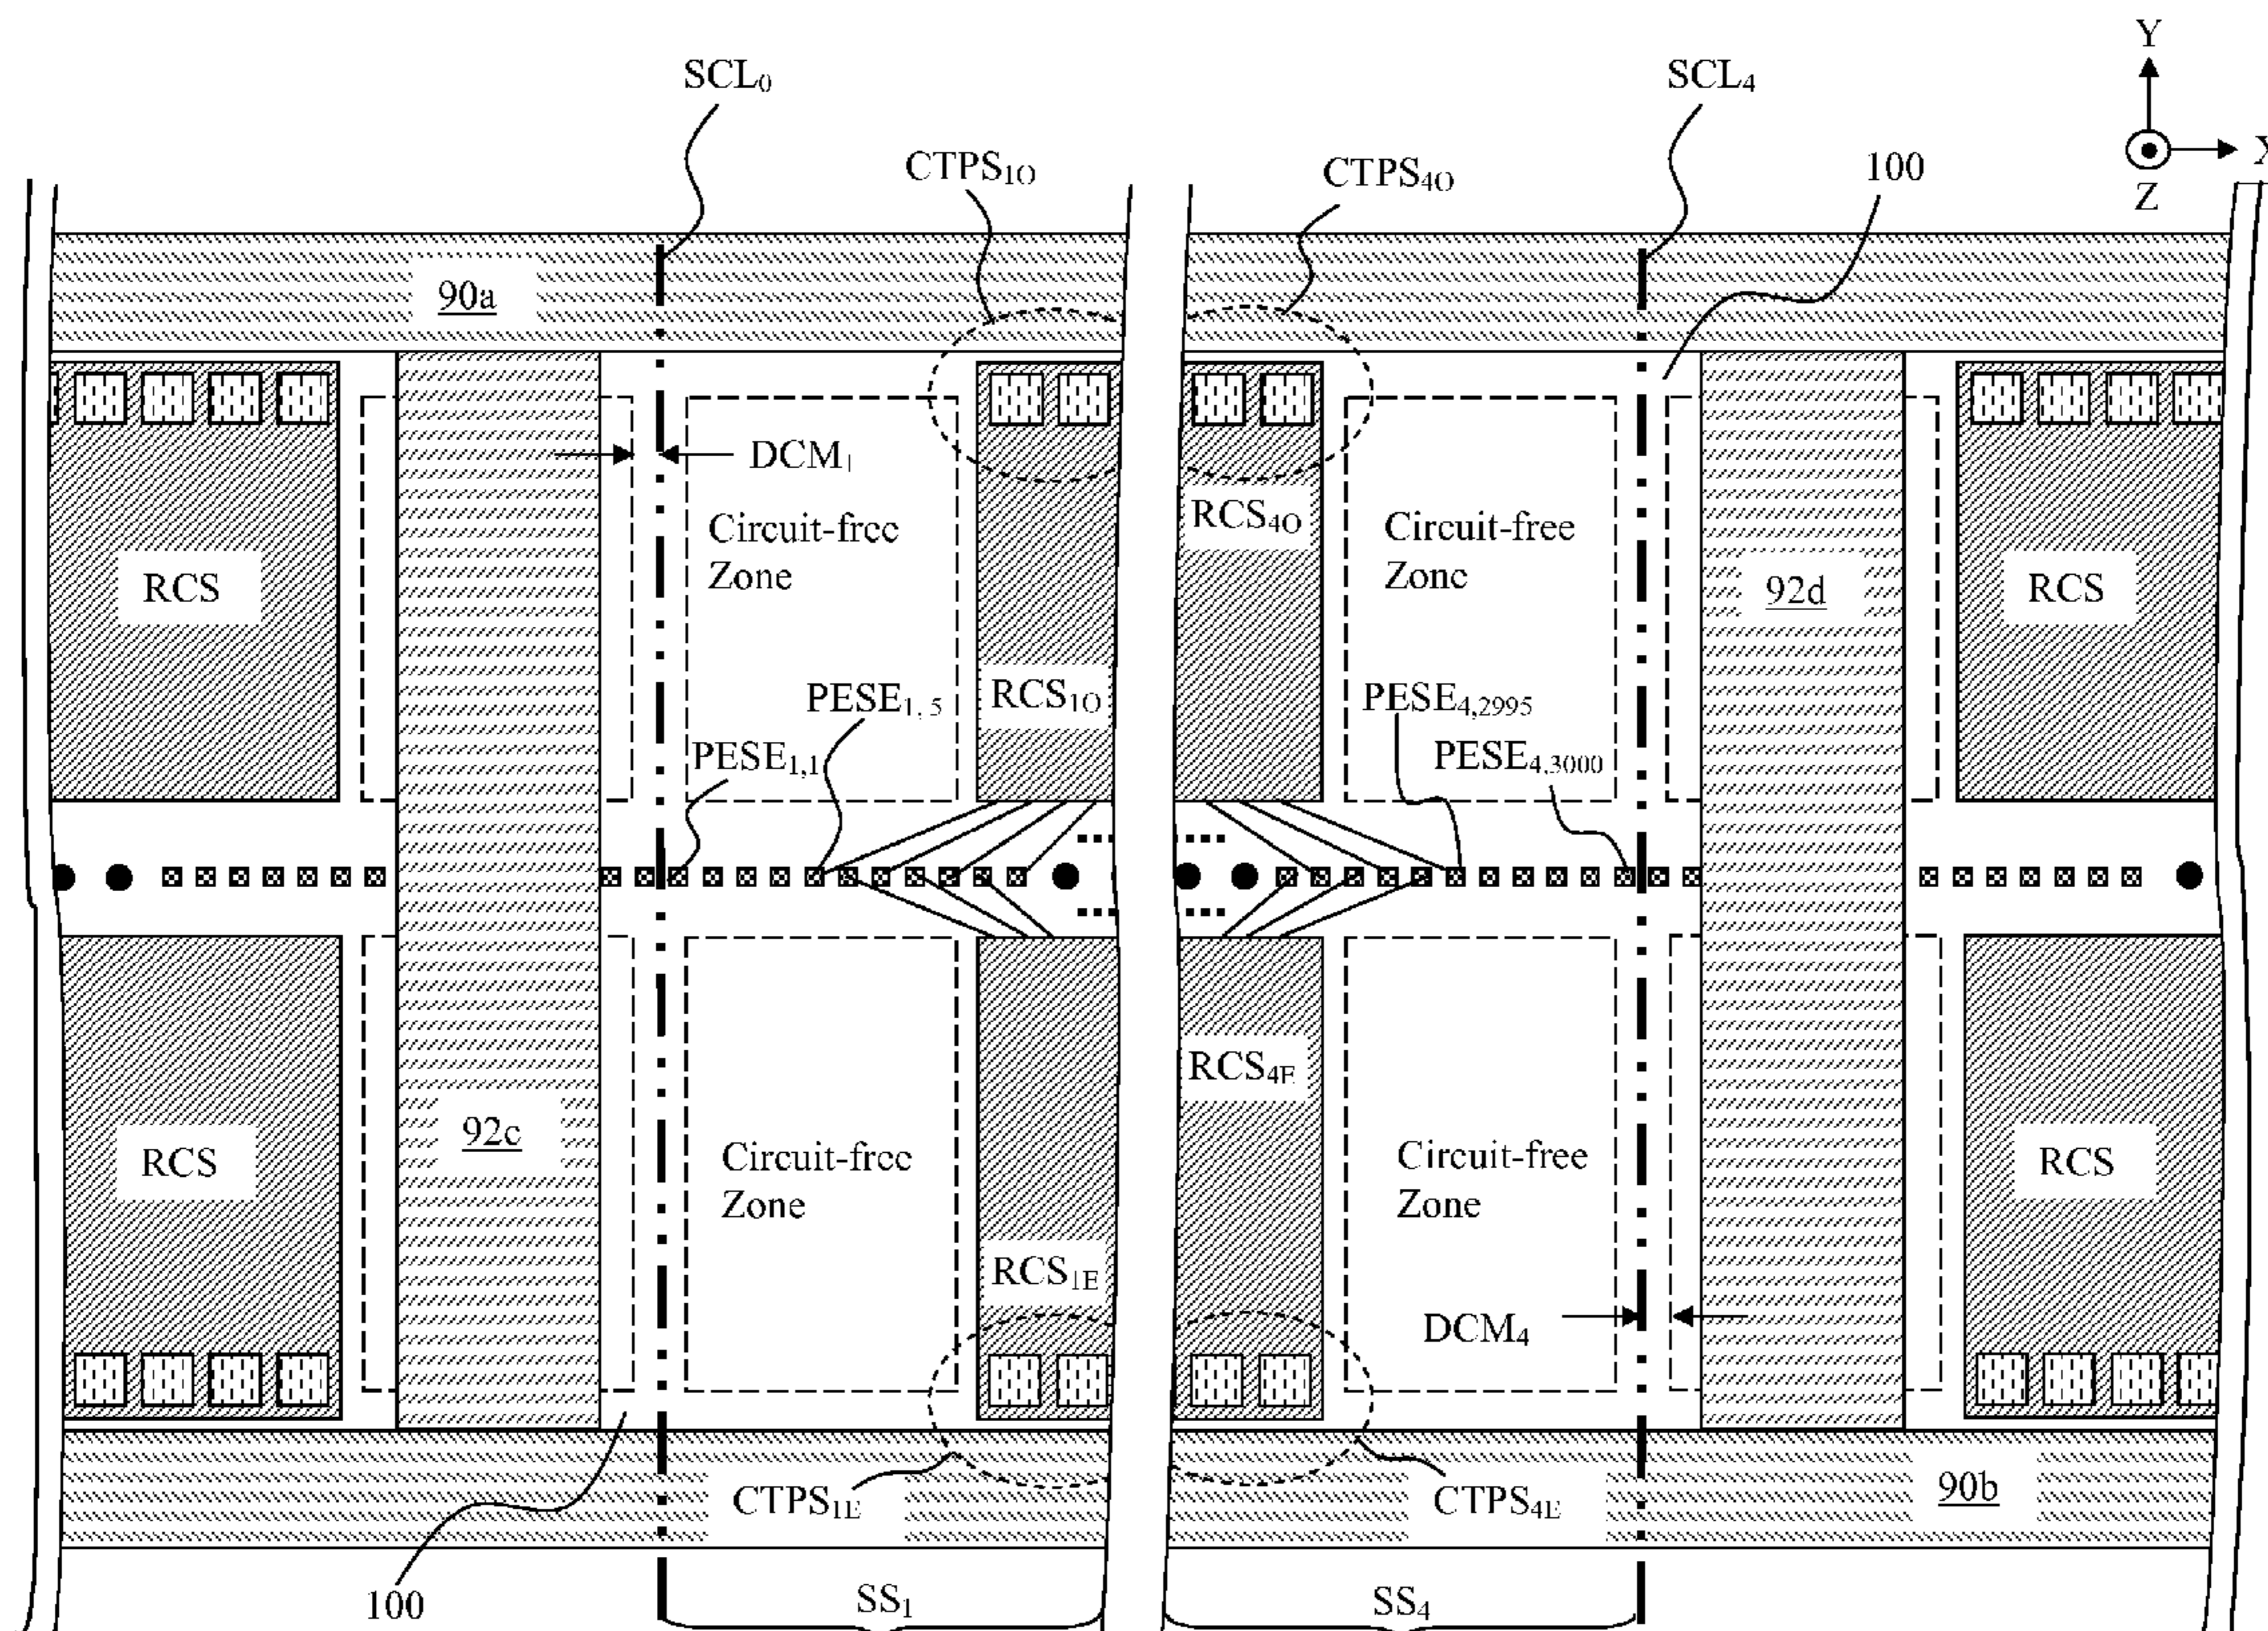 Y
SCL₀
SCL₄
CTPS₁O
CTPS₄O
100
X
Z
90a
DCM₁
Circuit-free
Zone
RCS₄O
Circuit-free
Zone
RCS
92d
RCS
RCS₁O
PESE₁,₅
PESE₄,₂₉₉₅
PESE₁,₁
PESE₄,₃₀₀₀
RCS₄E
92c
Circuit-free
Zone
Circuit-free
Zone
RCS
RCS
RCS₁E
DCM₄
CTPS₁E
CTPS₄E
90b
100
SS₁
SS₄